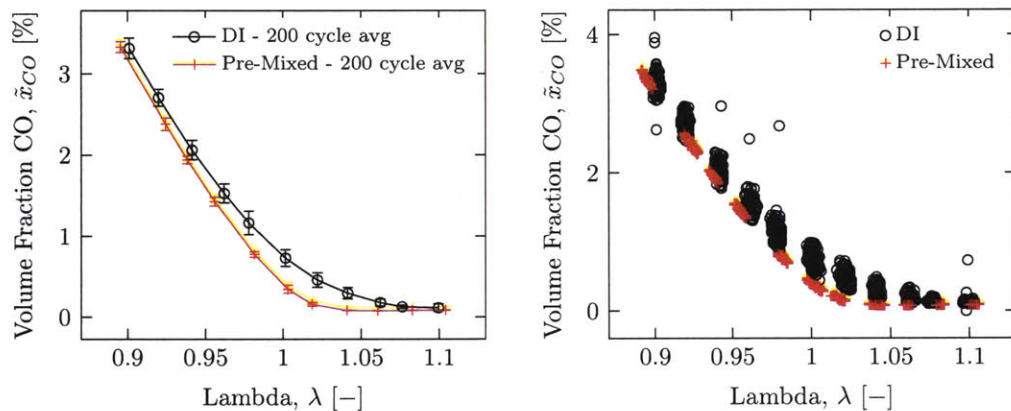 Volume Fraction CO, x̃CO [%]
3
2
1
0
DI - 200 cycle avg
Pre-Mixed - 200 cycle avg
0.9 0.95 1 1.05 1.1
Lambda, λ [−]
Volume Fraction CO, x̃CO [%]
4
2
0
DI
Pre-Mixed
0.9 0.95 1 1.05 1.1
Lambda, λ [−]